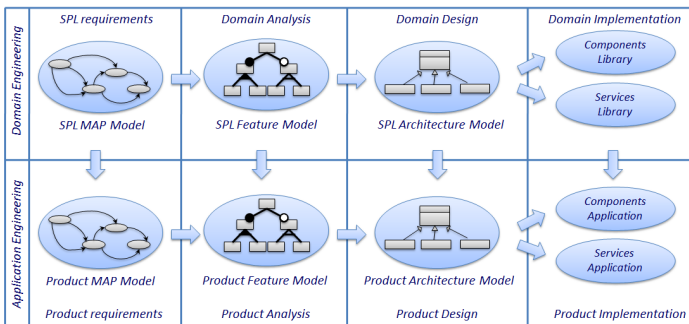 SPL requirements
Domain Analysis
Domain Design
Domain Implementation
Domain Engineering
SPL MAP Model
SPL Feature Model
SPL Architecture Model
Components
Library
Services
Library
Application Engineering
Product MAP Model
Product Feature Model
Product Architecture Model
Components
Application
Services
Application
Product requirements
Product Analysis
Product Design
Product Implementation